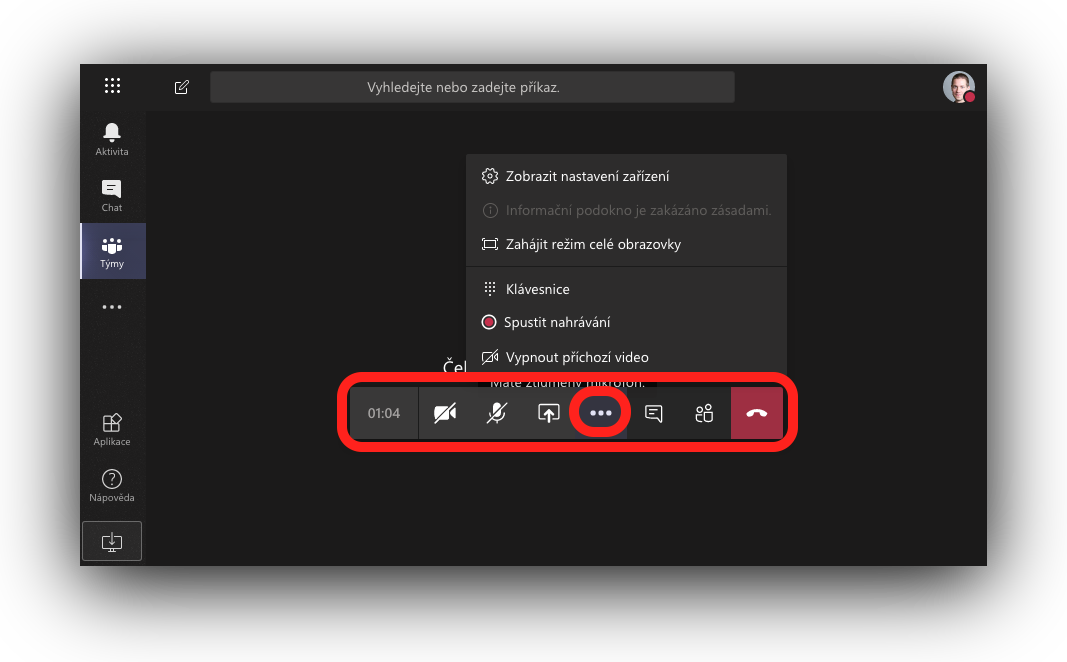 Vyhledejte nebo zadejte příkaz.
Aktivita
Chat
Týmy
Aplikace
Nápověda
Zobrazit nastavení zařízení
Informační podokno je zakázáno zásadami.
Zahájit režim celé obrazovky
Klávesnice
Spustit nahrávání
Vypnout příchozí video
Máte ztlumený mikrofon.
01:04